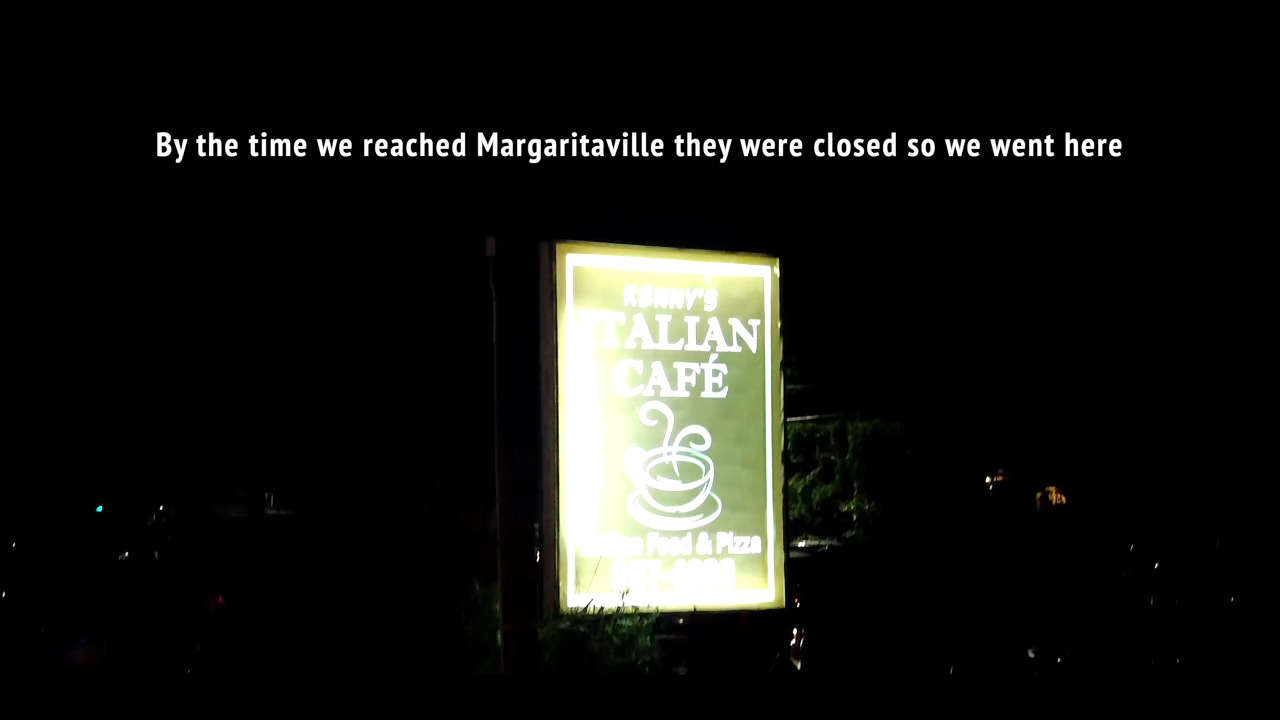 By the time we reached Margaritaville they were closed so we went here
KENNY'S
ITALIAN
CAFÉ
Food & Pizza